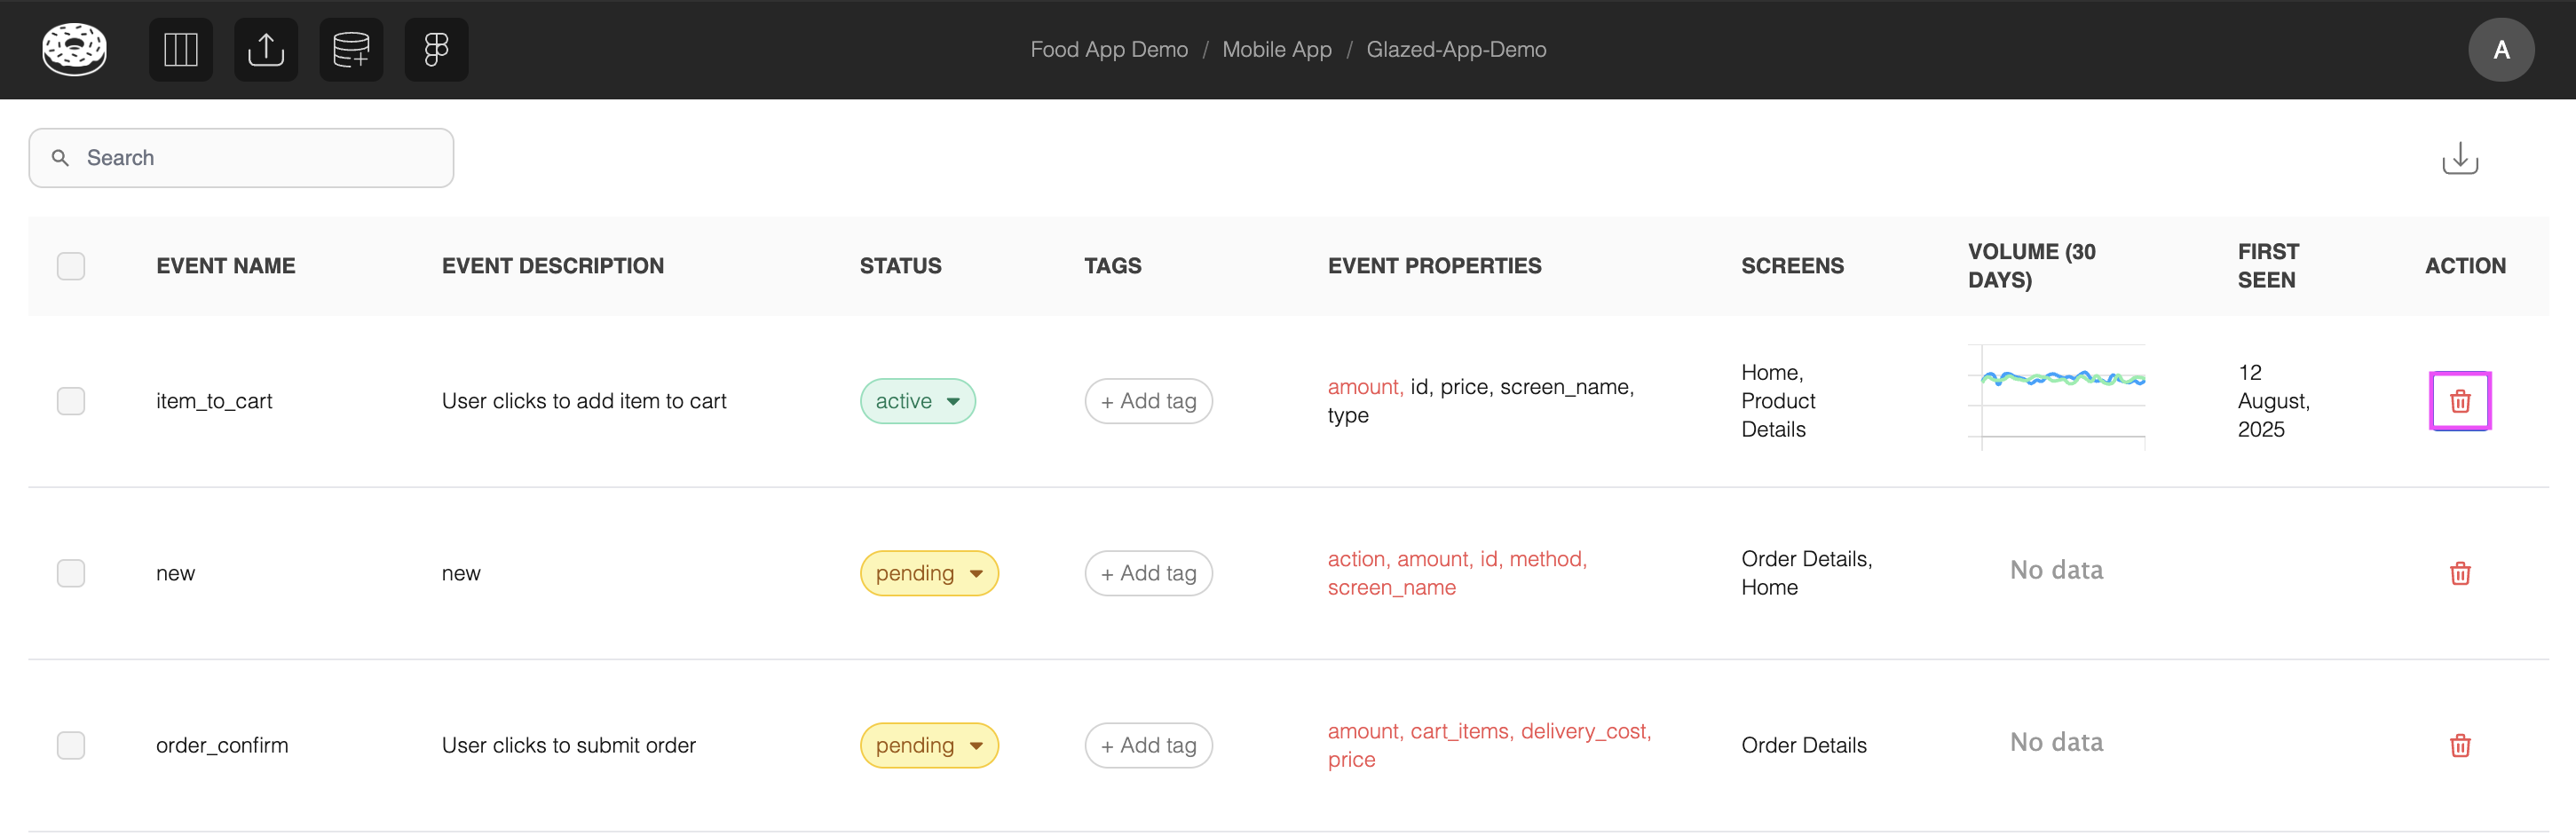 Food App Demo / Mobile App / Glazed-App-Demo
A
Search
EVENT NAME
EVENT DESCRIPTION
STATUS
TAGS
EVENT PROPERTIES
SCREENS
VOLUME (30
DAYS)
FIRST
SEEN
ACTION
item_to_cart
User clicks to add item to cart
active
+ Add tag
amount, id, price, screen_name,
type
Home,
Product
Details
12
August,
2025
new
new
pending
+ Add tag
action, amount, id, method,
screen_name
Order Details,
Home
No data
order_confirm
User clicks to submit order
pending
+ Add tag
amount, cart_items, delivery_cost,
price
Order Details
No data